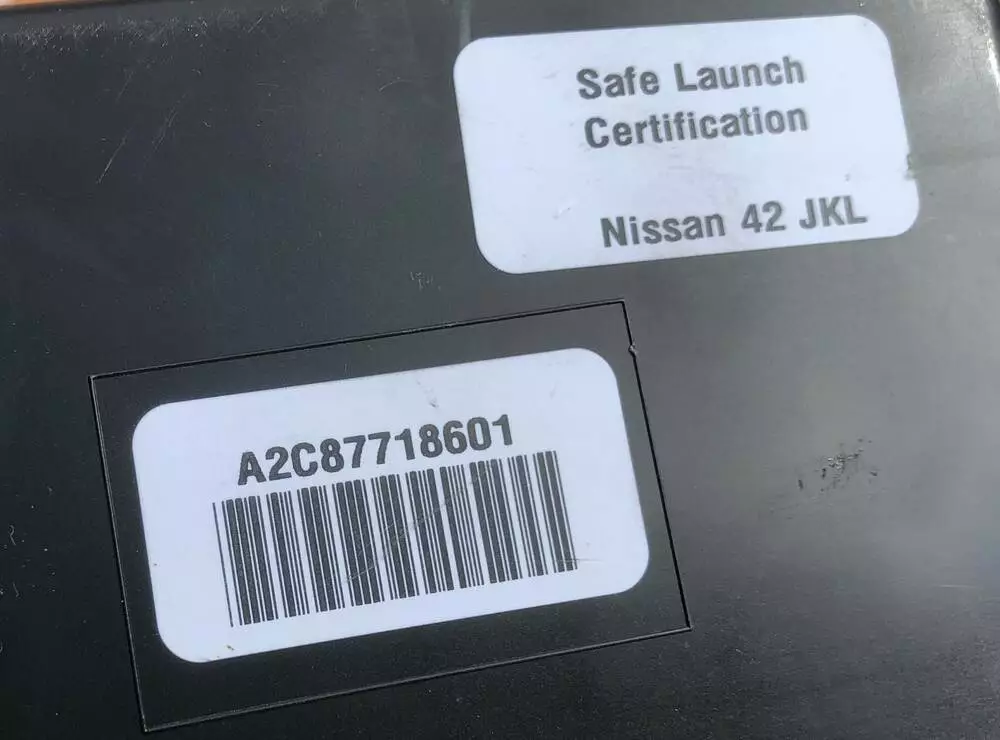 Safe Launch
Certification
Nissan 42 JKL
A2C87718601